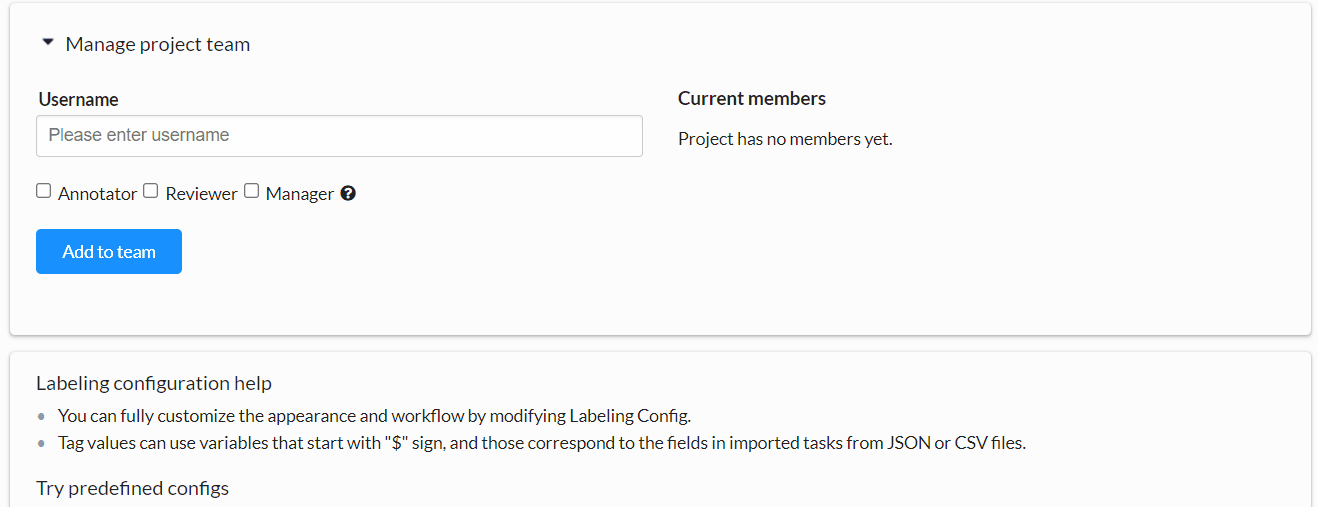 Manage project team
Username
Please enter username
Annotator Reviewer Manager ?
Add to team
Current members
Project has no members yet.
Labeling configuration help
You can fully customize the appearance and workflow by modifying Labeling Config.
Tag values can use variables that start with "$" sign, and those correspond to the fields in imported tasks from JSON or CSV files.
Try predefined configs